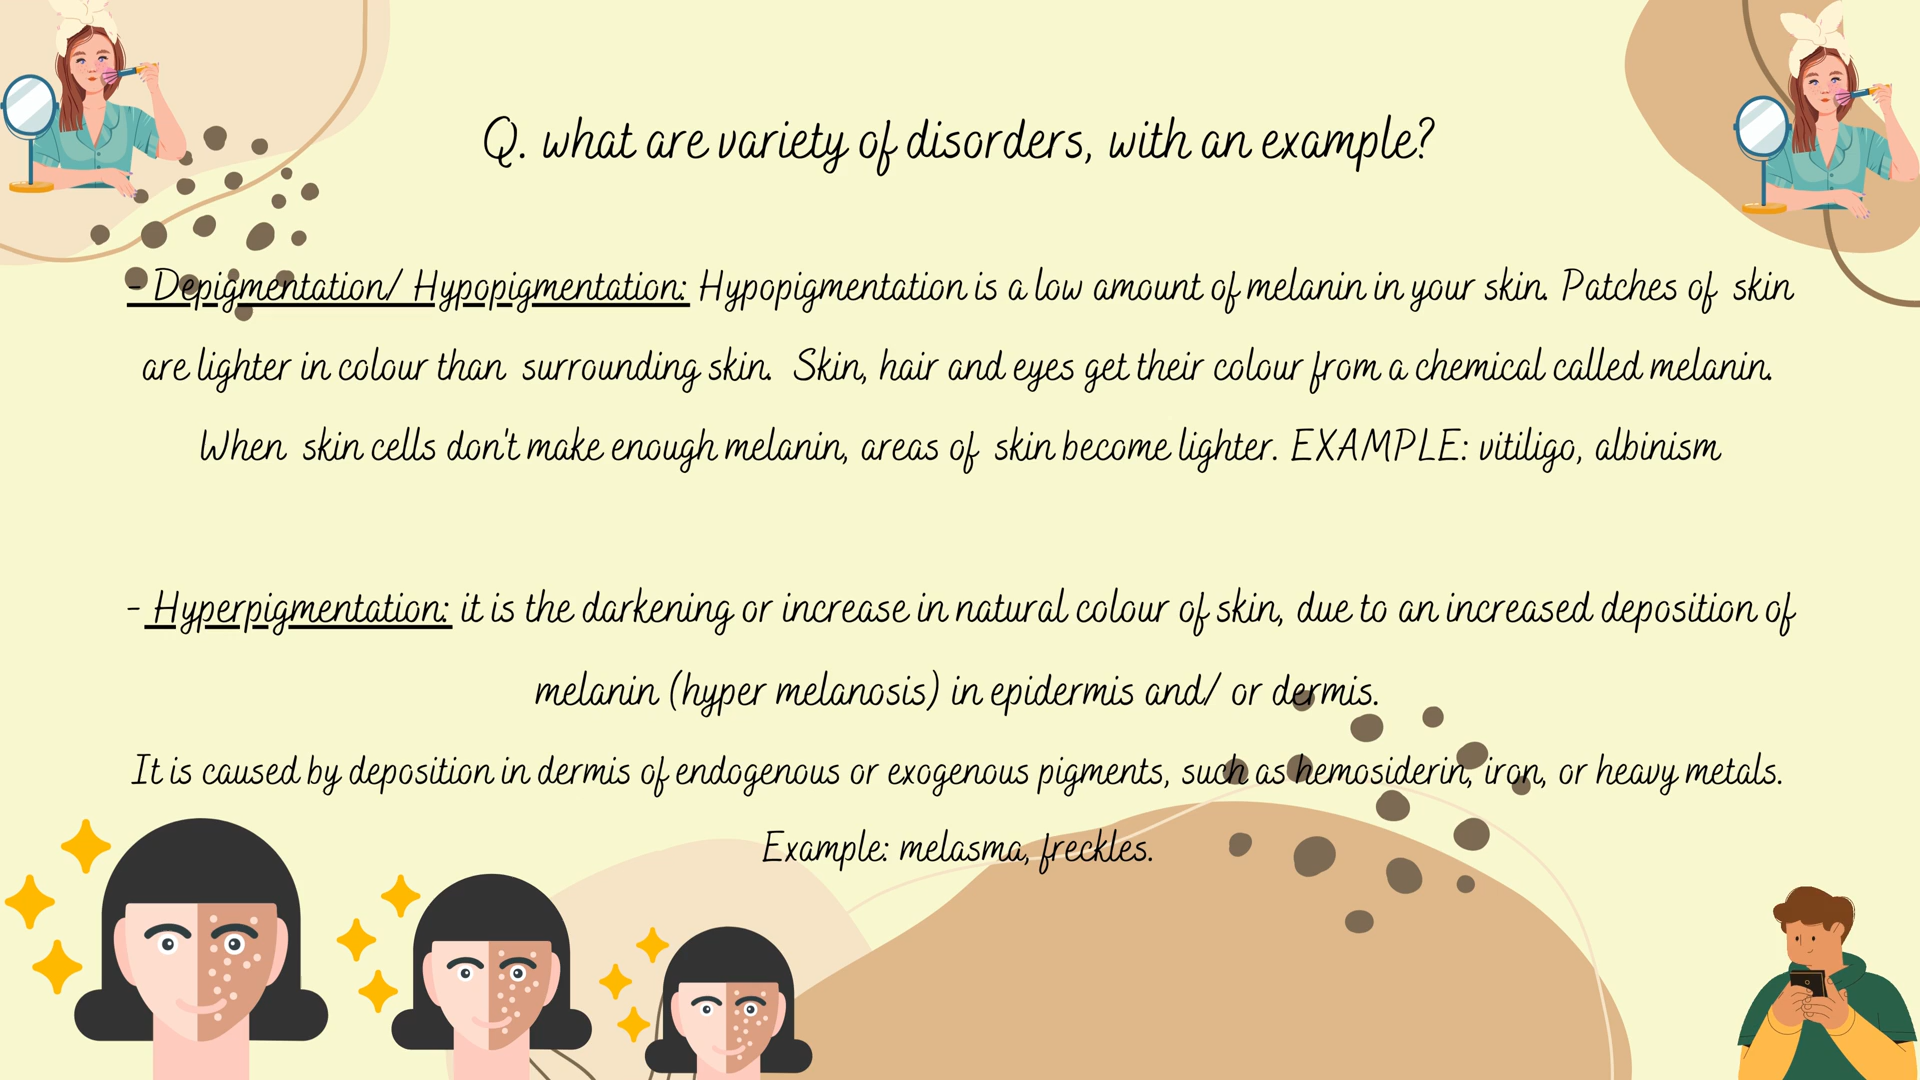 Q. what are variety of disorders, with an example?
- Depigmentation/ Hypopigmentation: Hypopigmentation is a low amount of melanin in your skin. Patches of skin
are lighter in colour than surrounding skin. Skin, hair and eyes get their colour from a chemical called melanin.
When skin cells don't make enough melanin, areas of skin become lighter. EXAMPLE: vitiligo, albinism
- Hyperpigmentation: it is the darkening or increase in natural colour of skin, due to an increased deposition of
melanin (hyper melanosis) in epidermis and/ or dermis.
It is caused by deposition in dermis of endogenous or exogenous pigments, such as hemosiderin, iron, or heavy metals.
Example: melasma, freckles.